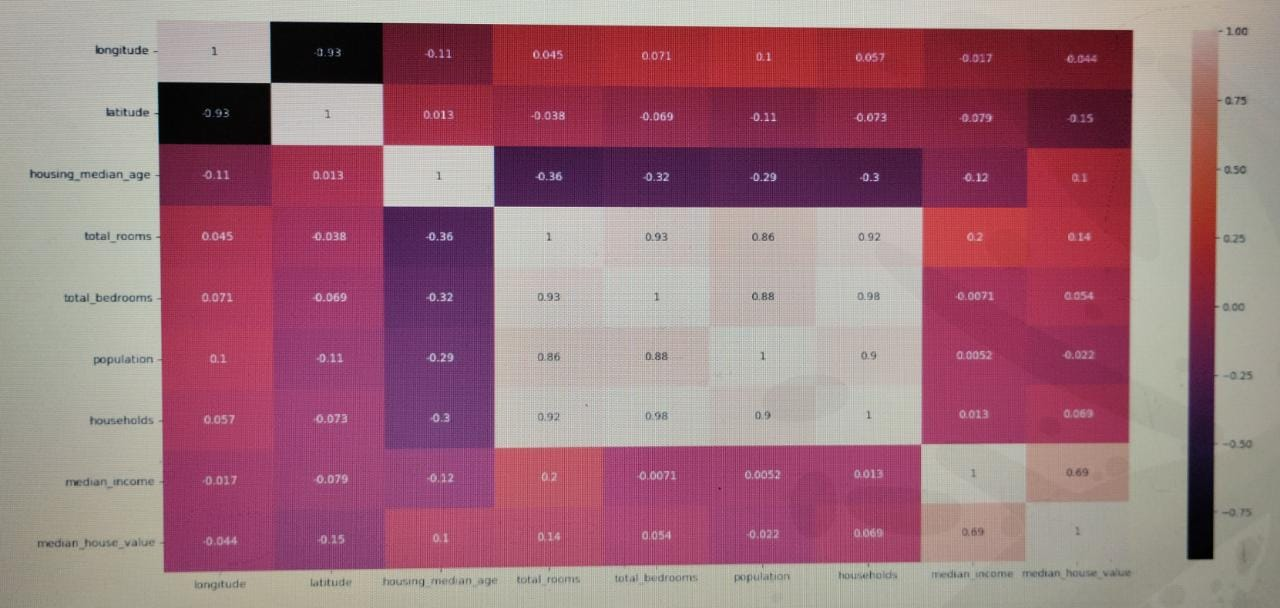 longitude 1 -0.93 -0.11 0.045 0.071 0.1 0.057 -0.017 -0.044
latitude -0.93 1 0.013 -0.038 -0.069 -0.11 -0.073 -0.079 -0.15
housing_median_age -0.11 0.013 1 -0.36 -0.32 -0.29 -0.3 -0.12 0.1
total_rooms 0.045 -0.038 -0.36 1 0.93 0.86 0.92 0.2 0.14
total_bedrooms 0.071 -0.069 -0.32 0.93 1 0.88 0.98 -0.0071 0.054
population 0.1 -0.11 -0.29 0.86 0.88 1 0.9 0.0052 -0.022
households 0.057 -0.073 -0.3 0.92 0.98 0.9 1 0.013 0.069
median_income -0.017 -0.079 -0.12 0.2 -0.0071 0.0052 0.013 1 0.69
median_house_value -0.044 -0.15 0.1 0.14 0.054 -0.022 0.069 0.69 1
longitude latitude housing_median_age total_rooms total_bedrooms population households median_income median_house_value
1.00
0.75
0.50
0.25
0.00
-0.25
-0.50
-0.75